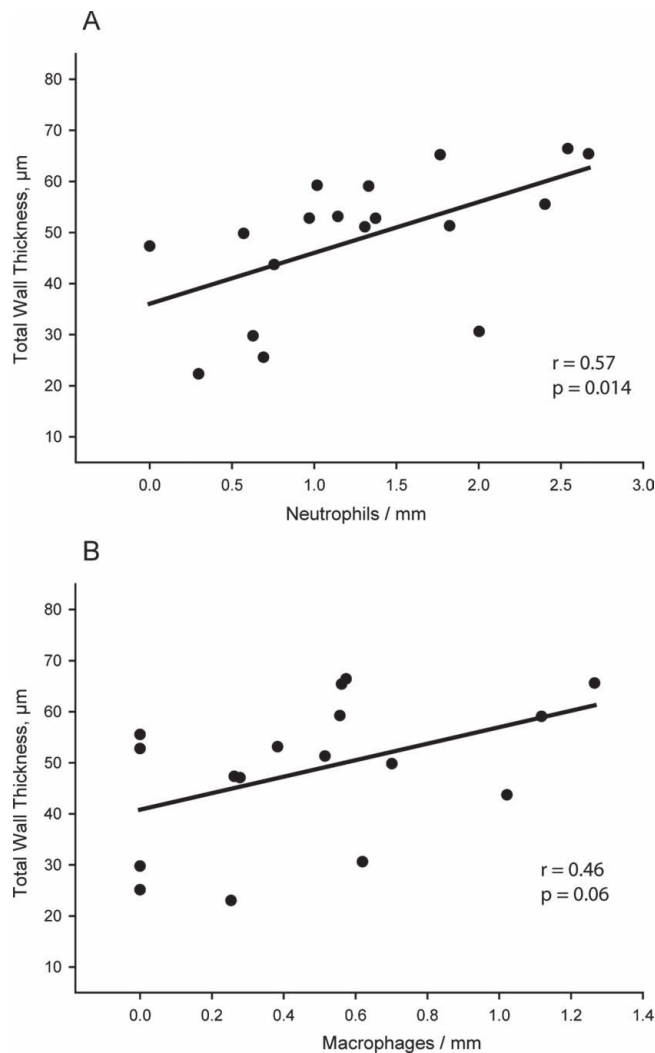 A
80
70
60
50
40
30
20
10
Total Wall Thickness, µm
r = 0.57
p = 0.014
0.0 0.5 1.0 1.5 2.0 2.5 3.0
Neutrophils / mm
B
80
70
60
50
40
30
20
10
Total Wall Thickness, µm
r = 0.46
p = 0.06
0.0 0.2 0.4 0.6 0.8 1.0 1.2 1.4
Macrophages / mm